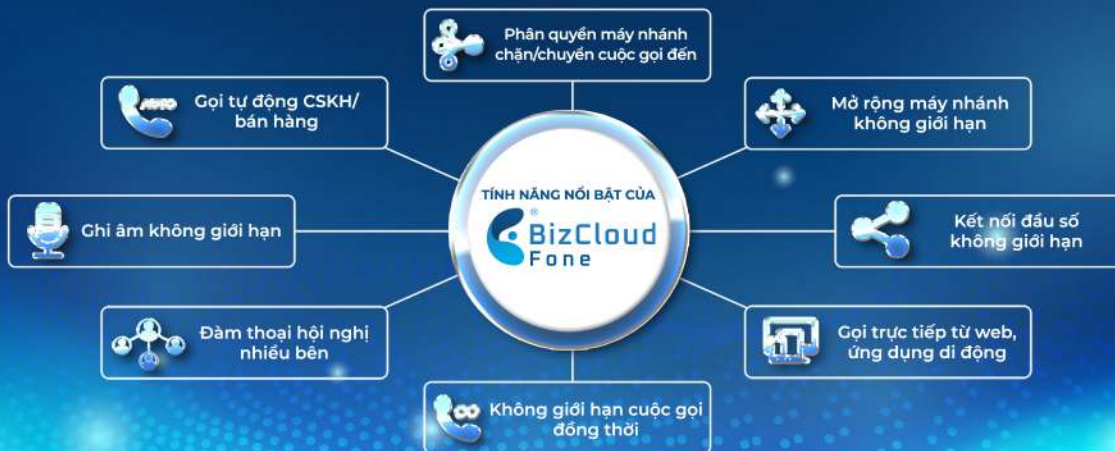 Phân quyền máy nhánh
chặn/chuyển cuộc gọi đến
AUTO
Gọi tự động CSKH/
bán hàng
Mở rộng máy nhánh
không giới hạn
TÍNH NĂNG NỔI BẬT CỦA
®
BizCloud
Fone
Ghi âm không giới hạn
Kết nối đầu số
không giới hạn
Đàm thoại hội nghị
nhiều bên
Gọi trực tiếp từ web,
ứng dụng di động
Không giới hạn cuộc gọi
đồng thời